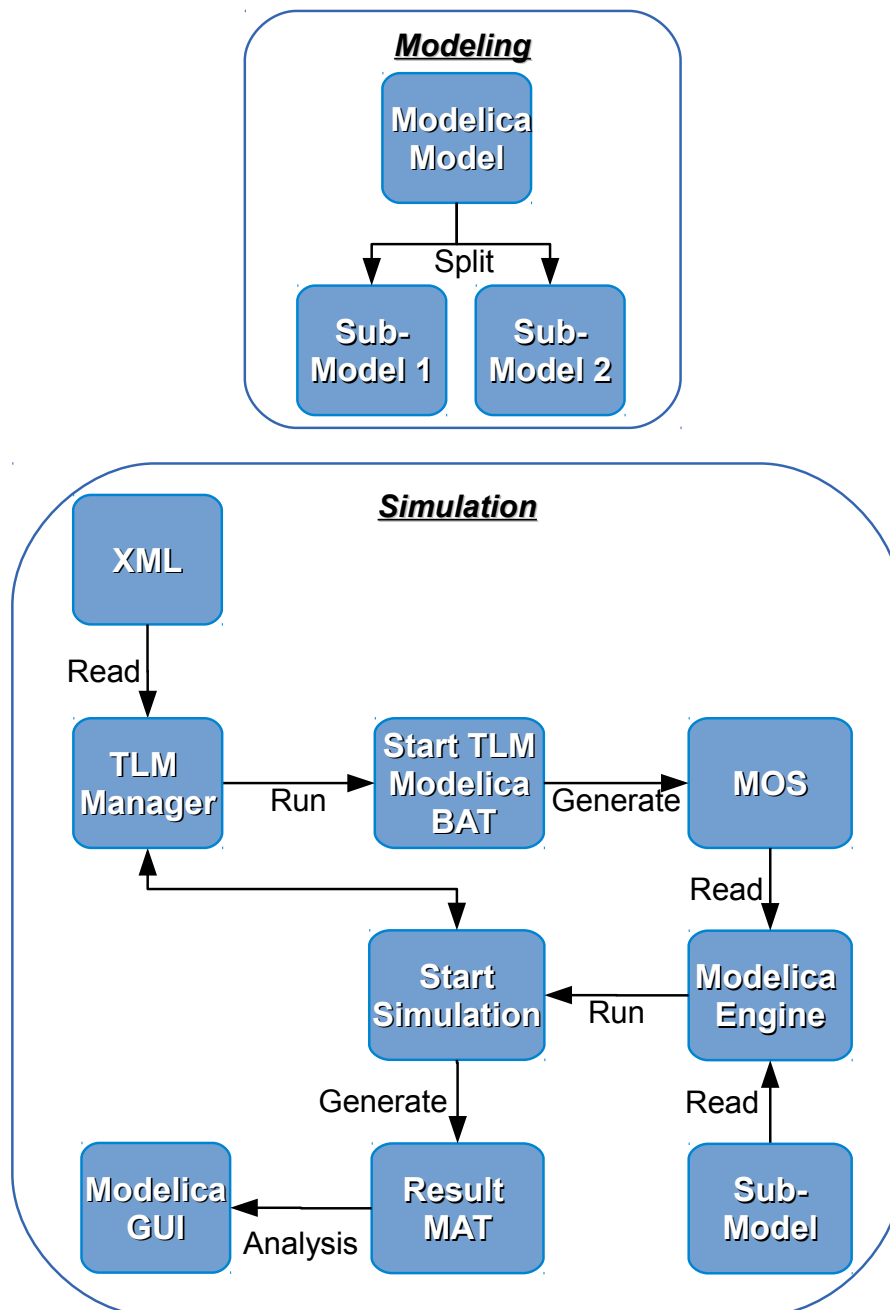 Modeling
Modelica
Model
Split
Sub-
Model 1
Sub-
Model 2
Simulation
XML
Read
TLM
Manager
Run
Start TLM
Modelica
BAT
Generate
MOS
Read
Start
Simulation
Run
Modelica
Engine
Generate
Read
Modelica
GUI
Analysis
Result
MAT
Sub-
Model